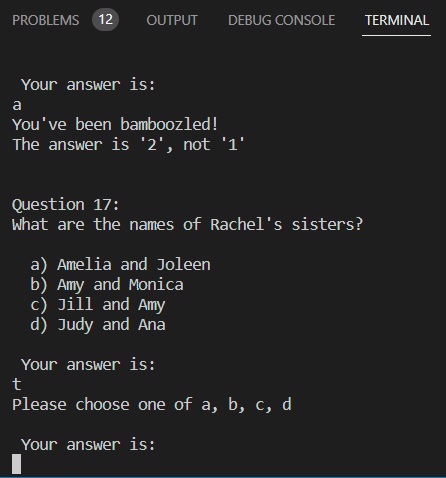 PROBLEMS 12 OUTPUT DEBUG CONSOLE TERMINAL
Your answer is:
a
You've been bamboozled!
The answer is '2', not '1'
Question 17:
What are the names of Rachel's sisters?
a) Amelia and Joleen
b) Amy and Monica
c) Jill and Amy
d) Judy and Ana
Your answer is:
t
Please choose one of a, b, c, d
Your answer is: